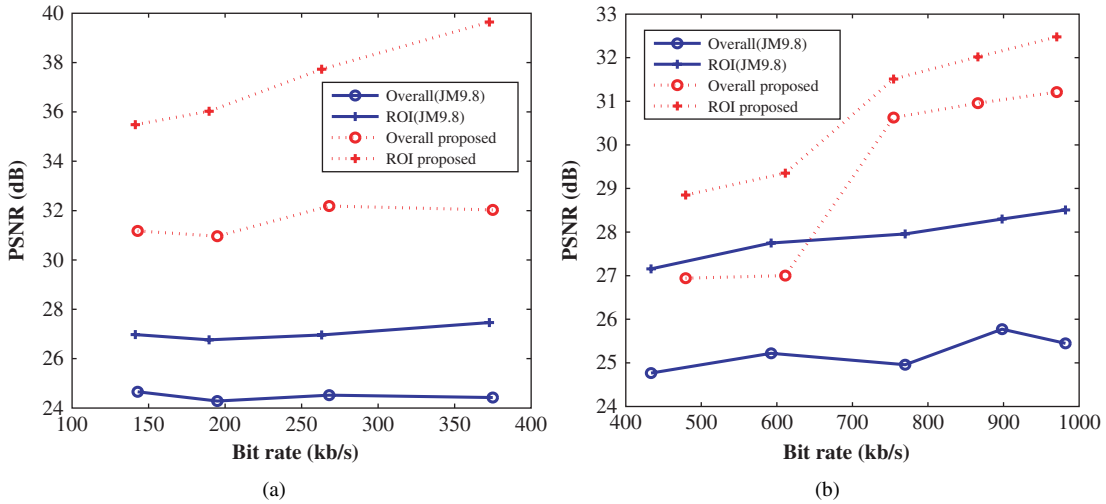 40
38
36
34
32
30
28
26
24
PSNR (dB)
100
150
200
250
300
350
400
Bit rate (kb/s)
Overall(JM9.8)
ROI(JM9.8)
Overall proposed
ROI proposed
(a)
33
32
31
30
29
28
27
26
25
24
PSNR (dB)
400
500
600
700
800
900
1000
Bit rate (kb/s)
Overall(JM9.8)
ROI(JM9.8)
Overall proposed
ROI proposed
(b)